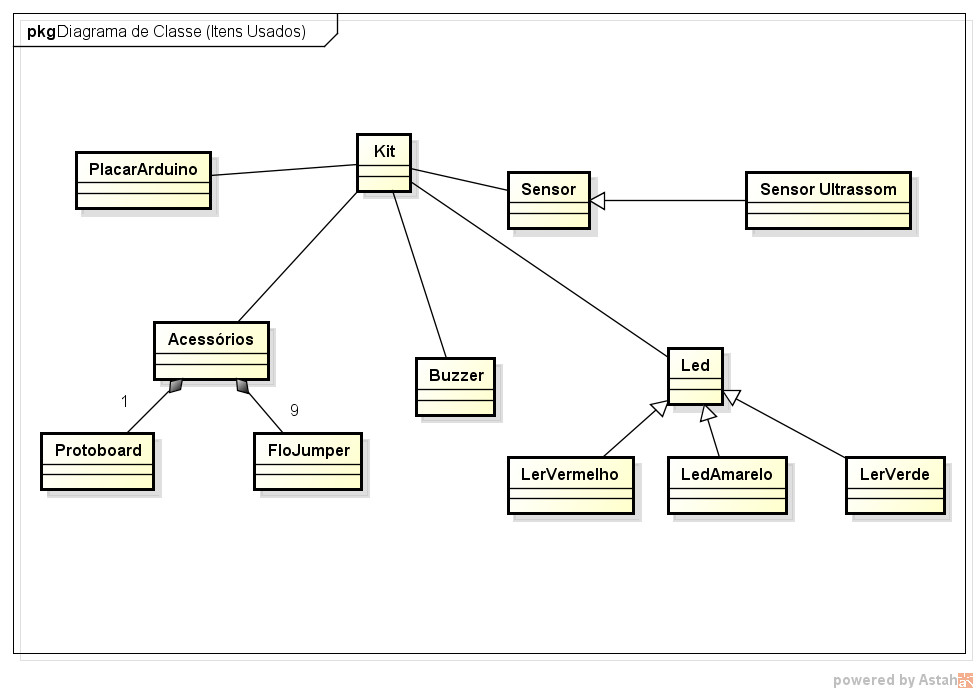 pkg Diagrama de Classe (Itens Usados)
Kit
PlacarArduino
Sensor
Sensor Ultrassom
Acessórios
Led
Buzzer
1
9
Protoboard
FloJumper
LerVermelho
LedAmarelo
LerVerde
powered by Astah